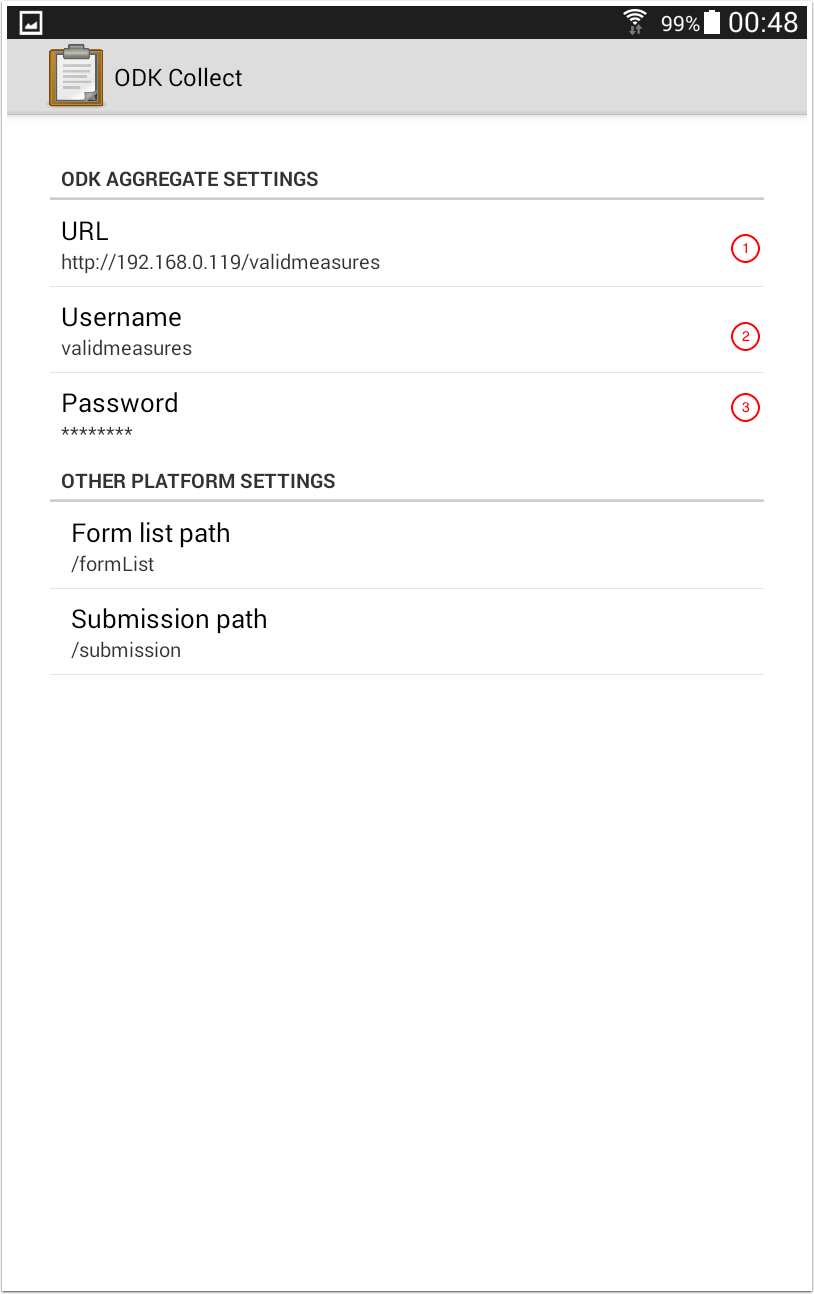 99% 00:48
ODK Collect
ODK AGGREGATE SETTINGS
URL
http://192.168.0.119/validmeasures
1
Username
validmeasures
2
Password
3
********
OTHER PLATFORM SETTINGS
Form list path
/formList
Submission path
/submission